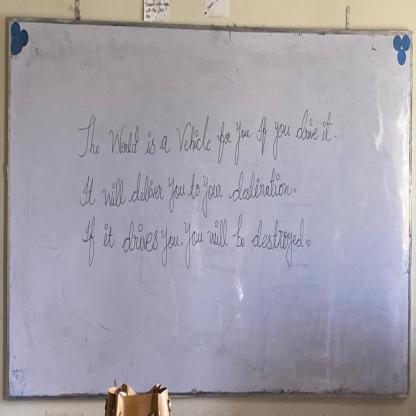 The World is a Vehicle for You If you drive it.
It will deliver You to Your destination.
If it drives You. You will be destroyed.